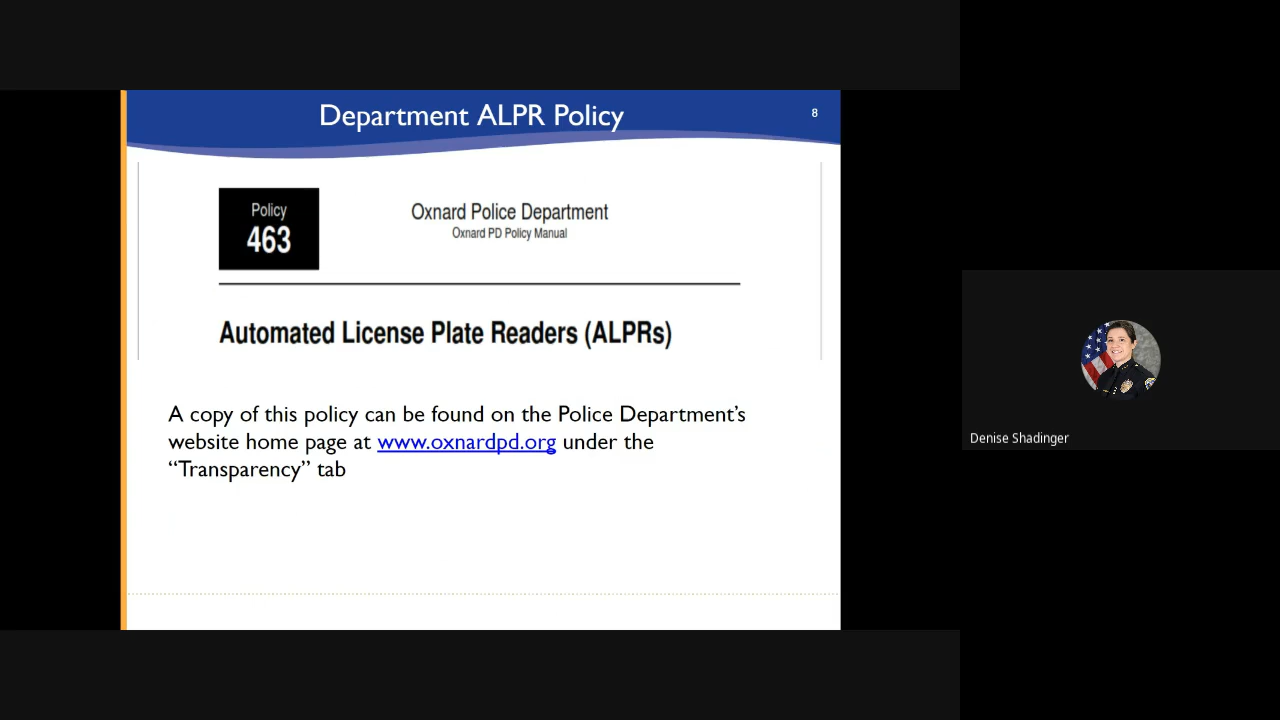 Department ALPR Policy
8
Policy
463
Oxnard Police Department
Oxnard PD Policy Manual
Automated License Plate Readers (ALPRs)
A copy of this policy can be found on the Police Department’s
website home page at www.oxnardpd.org under the
“Transparency” tab
Denise Shadinger